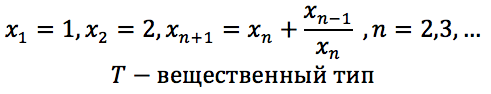 x₁ = 1, x₂ = 2, xₙ₊₁ = xₙ + xₙ₋₁/xₙ , n = 2,3, …
T − вещественный тип